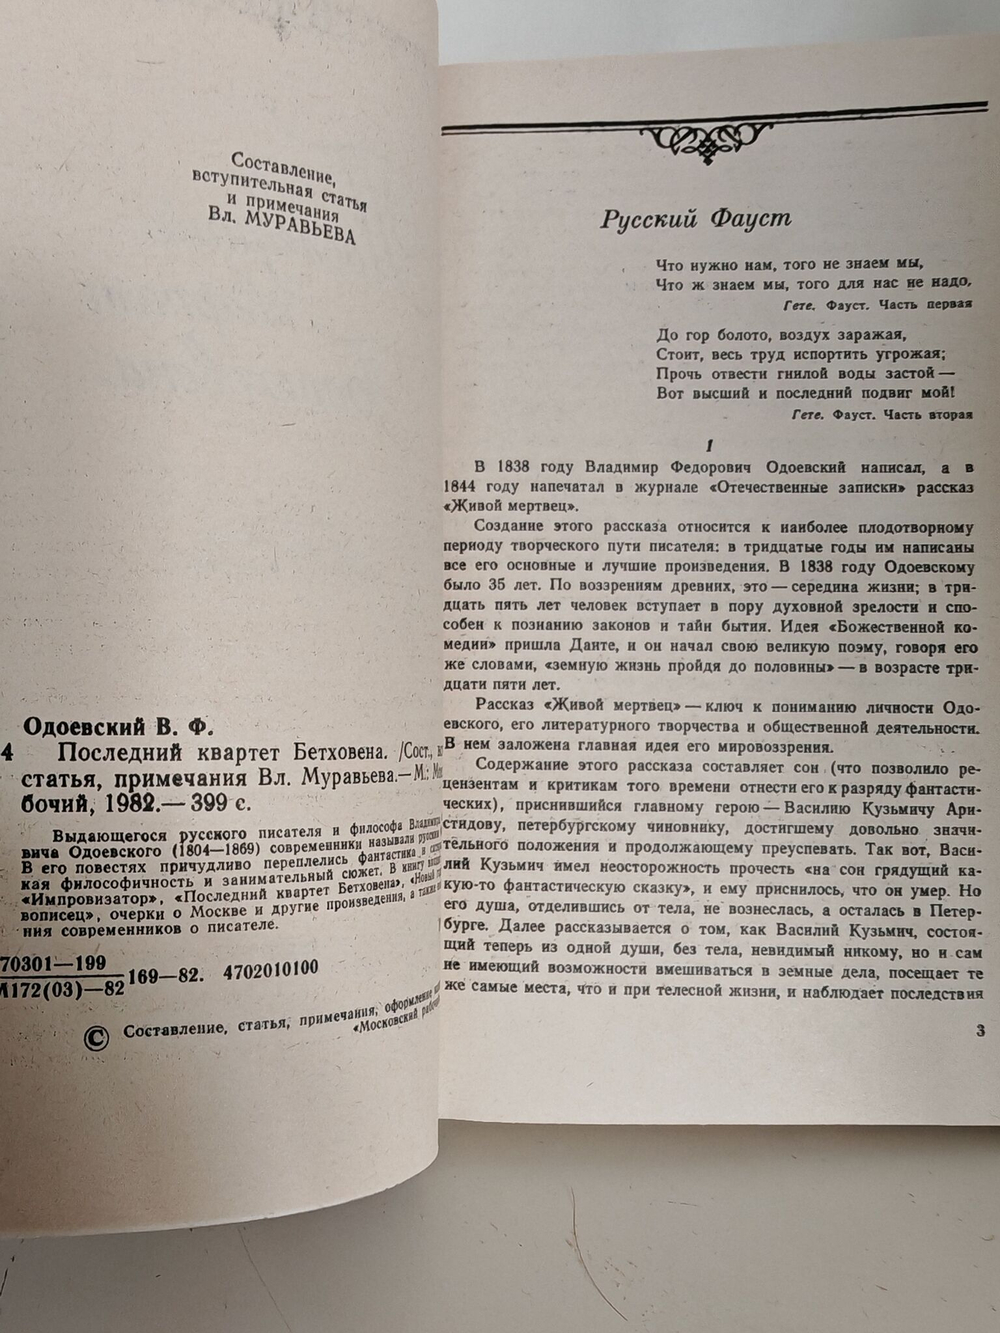 Составление,
вступительная статья
и примечания
Вл. МУРАВЬЕВА
Одоевский В. Ф.
4 Последний квартет Бетховена. /Сост.,
статья, примечания Вл. Муравьева.—М.:
бочий, 1982.— 399 с.
Выдающегося русского писателя и философа
вича Одоевского (1804—1869) современники называли
В его повестях причудливо переплелись фантастика и
кая философичность и занимательный сюжет. В книгу
«Импровизатор», «Последний квартет Бетховена»,
вописец», очерки о Москве и другие произведения, а также
ния современников о писателе.
70301—199
М172(03)—82
169—82. 4702010100
© Составление, статья, примечания, оформление
«Московский
Русский Фауст
Что нужно нам, того не знаем мы,
Что ж знаем мы, того для нас не надо.
Гете. Фауст. Часть первая
До гор болото, воздух заражая,
Стоит, весь труд испортить угрожая;
Прочь отвести гнилой воды застой —
Вот высший и последний подвиг мой!
Гете. Фауст. Часть вторая
1
В 1838 году Владимир Федорович Одоевский написал, а в
1844 году напечатал в журнале «Отечественные записки» рассказ
«Живой мертвец».
Создание этого рассказа относится к наиболее плодотворному
периоду творческого пути писателя: в тридцатые годы им написаны
все его основные и лучшие произведения. В 1838 году Одоевскому
было 35 лет. По воззрениям древних, это — середина жизни; в три-
дцать пять лет человек вступает в пору духовной зрелости и спо-
собен к познанию законов и тайн бытия. Идея «Божественной ко-
медии» пришла Данте, и он начал свою великую поэму, говоря его
же словами, «земную жизнь пройдя до половины» — в возрасте три-
дцати пяти лет.
Рассказ «Живой мертвец» — ключ к пониманию личности Одо-
евского, его литературного творчества и общественной деятельности.
В нем заложена главная идея его мировоззрения.
Содержание этого рассказа составляет сон (что позволило ре-
цензентам и критикам того времени отнести его к разряду фантасти-
ческих), приснившийся главному герою — Василию Кузьмичу Ари-
стидову, петербургскому чиновнику, достигшему довольно значи-
тельного положения и продолжающему преуспевать. Так вот, Васи-
лий Кузьмич имел неосторожность прочесть «на сон грядущий ка-
кую-то фантастическую сказку», и ему приснилось, что он умер. Но
его душа, отделившись от тела, не вознеслась, а осталась в Петер-
бурге. Далее рассказывается о том, как Василий Кузьмич, состоя-
щий теперь из одной души, без тела, невидимый никому, но и сам
не имеющий возможности вмешиваться в земные дела, посещает те
же самые места, что и при телесной жизни, и наблюдает последствия
3